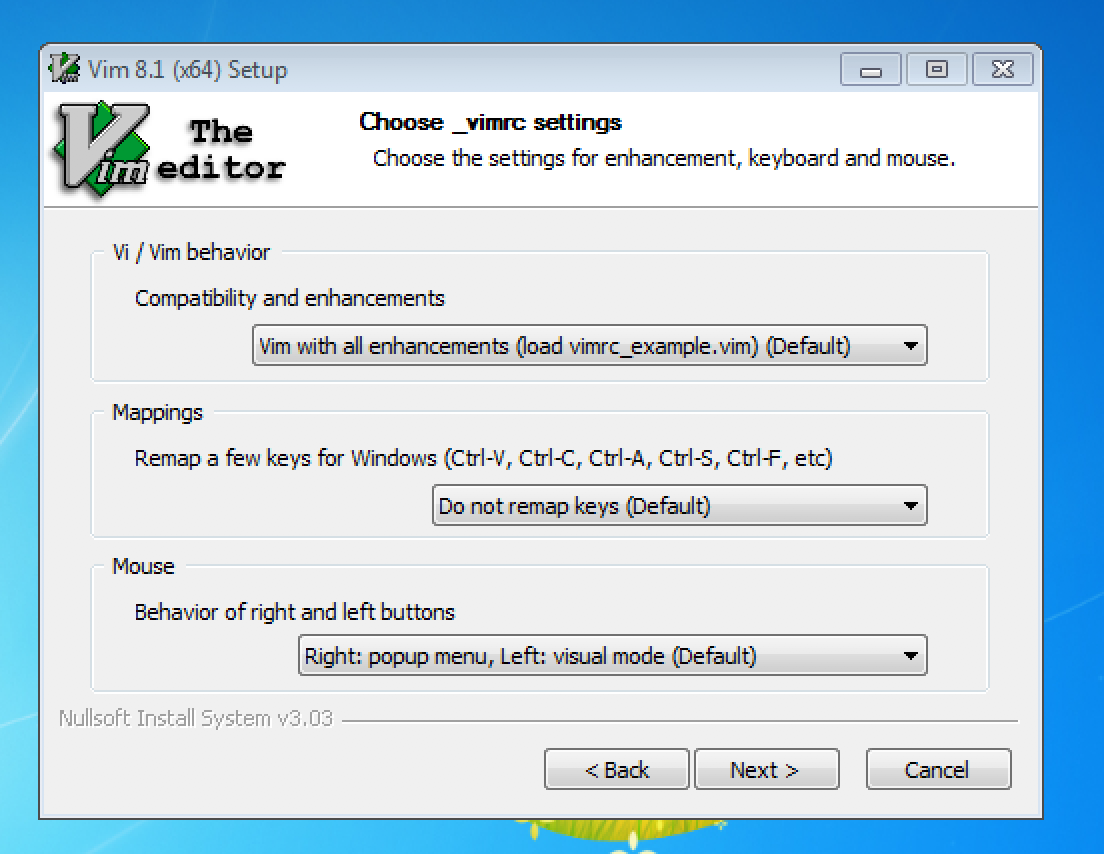 Vim 8.1 (x64) Setup
Vim The
editor
Choose _vimrc settings
Choose the settings for enhancement, keyboard and mouse.
Vi / Vim behavior
Compatibility and enhancements
Vim with all enhancements (load vimrc_example.vim) (Default)
Mappings
Remap a few keys for Windows (Ctrl-V, Ctrl-C, Ctrl-A, Ctrl-S, Ctrl-F, etc)
Do not remap keys (Default)
Mouse
Behavior of right and left buttons
Right: popup menu, Left: visual mode (Default)
Nullsoft Install System v3.03
< Back Next > Cancel